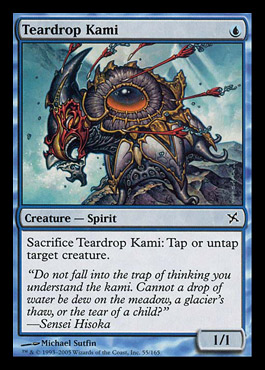 Teardrop Kami
Creature — Spirit
Sacrifice Teardrop Kami: Tap or untap
target creature.
"Do not fall into the trap of thinking you
understand the kami. Cannot a drop of
water be dew on the meadow, a glacier's
thaw, or the tear of a child?"
—Sensei Hisoka
Michael Sutfin
1/1
™ & © 1993–2005 Wizards of the Coast, Inc. 55/165